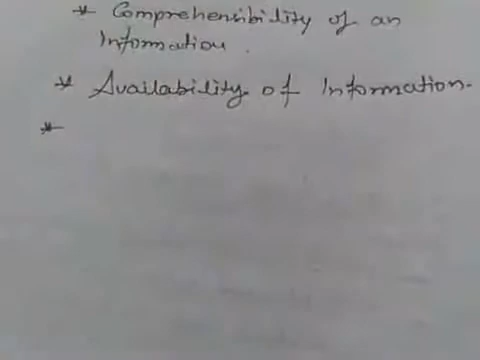 * Comprehensibility of an
Information.
* Availability of Information.
*